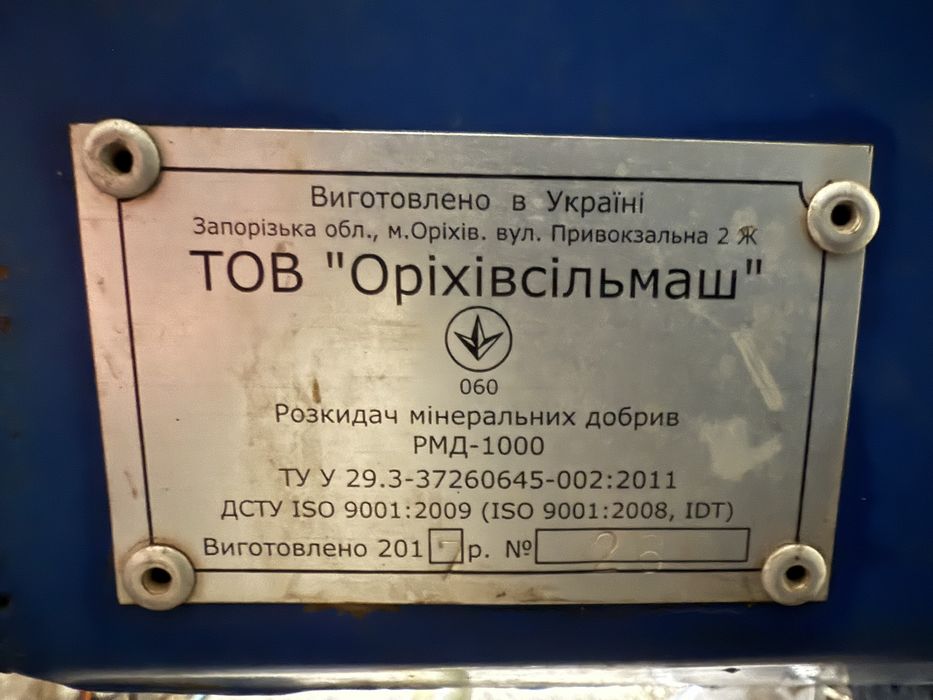 Виготовлено в Україні
Запорізька обл., м.Оріхів. вул. Привокзальна 2 Ж
ТОВ "Оріхівсільмаш"
060
Розкидач мінеральних добрив
РМД-1000
ТУ У 29.3-37260645-002:2011
ДСТУ ISO 9001:2009 (ISO 9001:2008, IDT)
Виготовлено 2017р. №